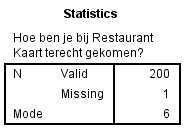 Statistics
Hoe ben je bij Restaurant
Kaart terecht gekomen?
N Valid 200
Missing 1
Mode 6